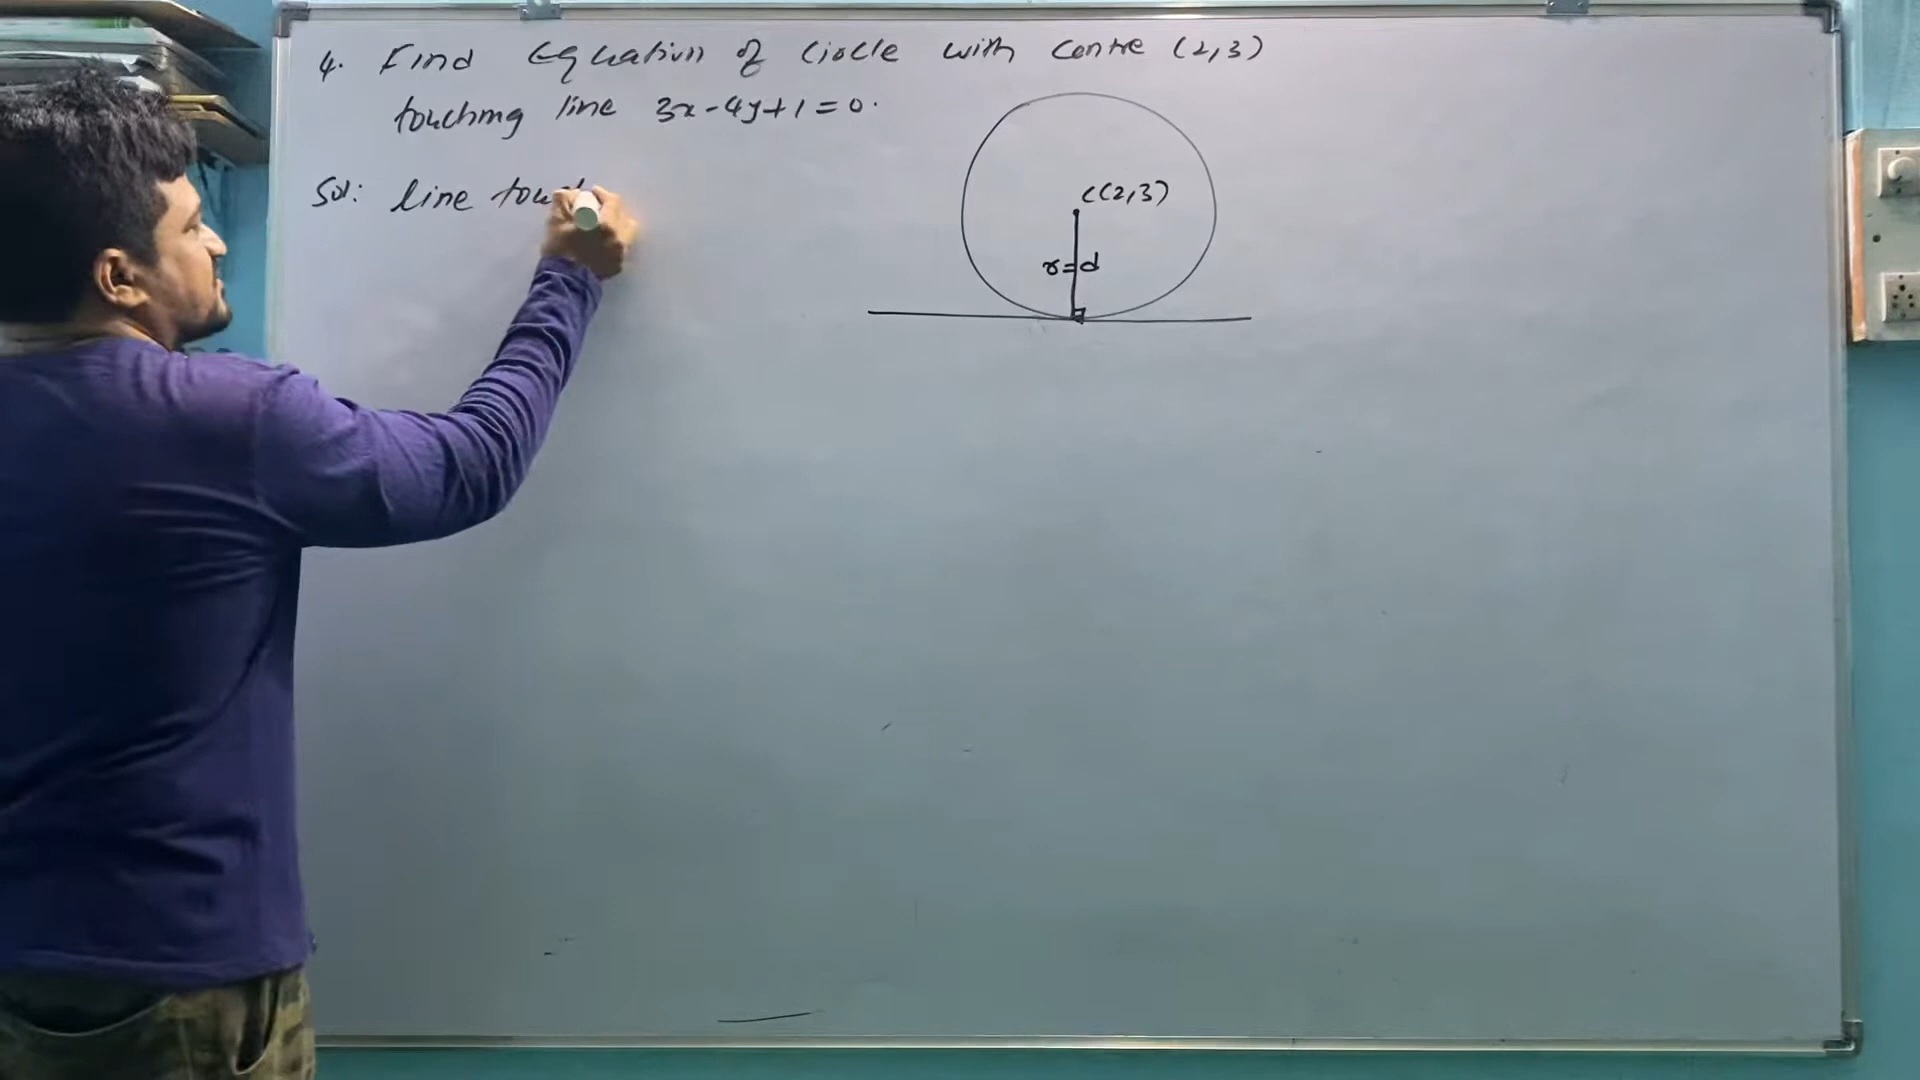 4. Find Equation of Circle with Centre (2,3)
touching line 3x-4y+1=0.
Sol: line touch
C(2,3)
r=d